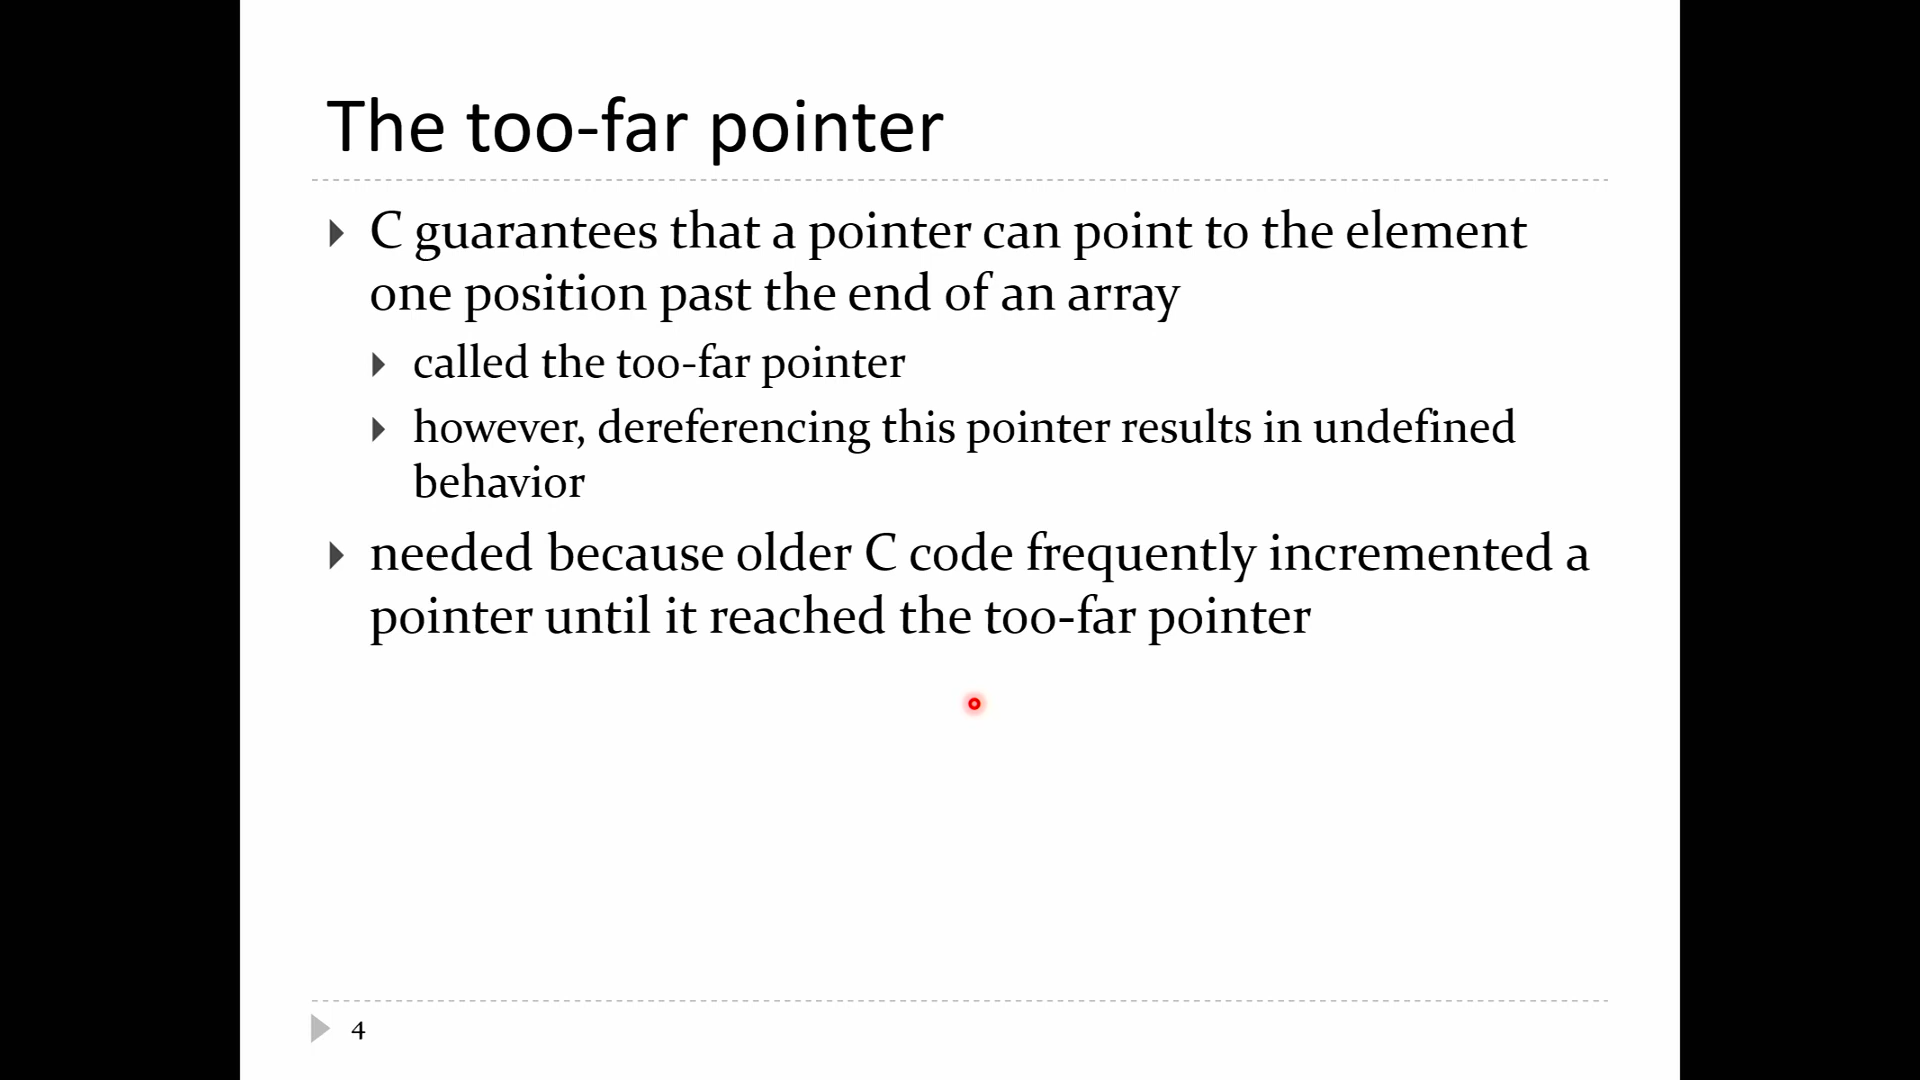 The too-far pointer
C guarantees that a pointer can point to the element
one position past the end of an array
called the too-far pointer
however, dereferencing this pointer results in undefined
behavior
needed because older C code frequently incremented a
pointer until it reached the too-far pointer
4